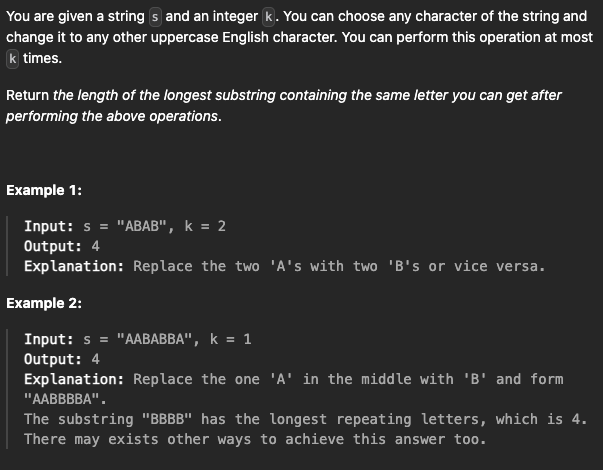 You are given a string s and an integer k. You can choose any character of the string and
change it to any other uppercase English character. You can perform this operation at most
k times.
Return the length of the longest substring containing the same letter you can get after
performing the above operations.
Example 1:
Input: s = "ABAB", k = 2
Output: 4
Explanation: Replace the two 'A's with two 'B's or vice versa.
Example 2:
Input: s = "AABABBA", k = 1
Output: 4
Explanation: Replace the one 'A' in the middle with 'B' and form
"AABBBBA".
The substring "BBBB" has the longest repeating letters, which is 4.
There may exists other ways to achieve this answer too.